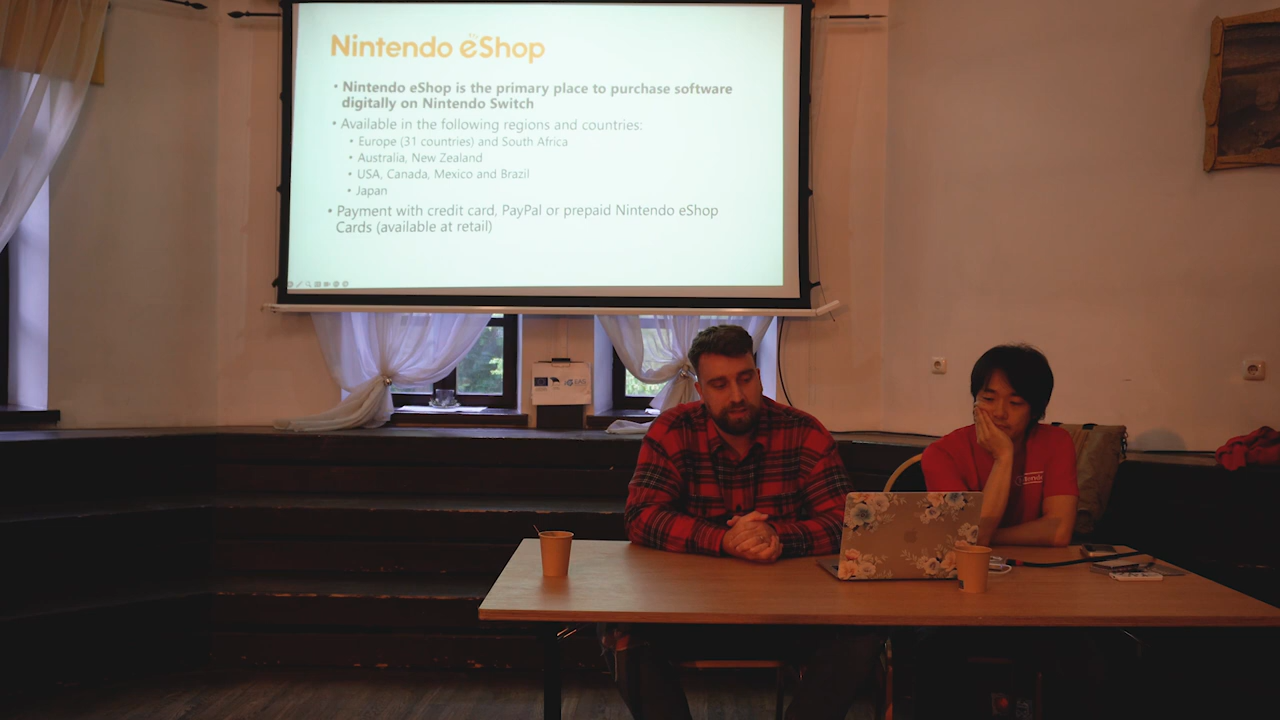 Nintendo eShop
• Nintendo eShop is the primary place to purchase software
digitally on Nintendo Switch
• Available in the following regions and countries:
• Europe (31 countries) and South Africa
• Australia, New Zealand
• USA, Canada, Mexico and Brazil
• Japan
• Payment with credit card, PayPal or prepaid Nintendo eShop
Cards (available at retail)